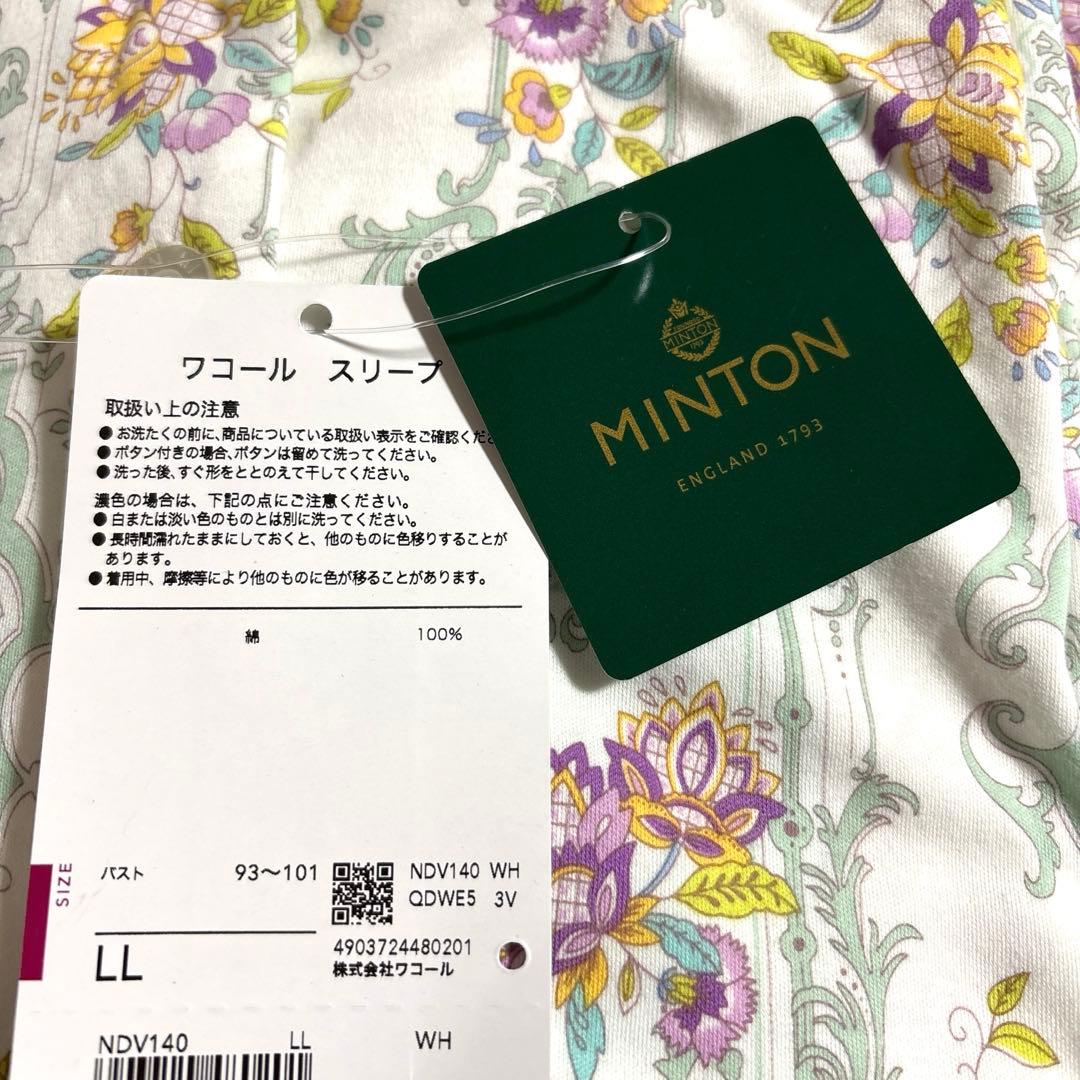 ワコール スリープ
取扱い上の注意
●お洗たくの前に、商品についている取扱い表示をご確認くださ
●ボタン付きの場合、ボタンは留めて洗ってください。
●洗った後、すぐ形をととのえて干してください。
濃色の場合は、下記の点にご注意ください。
●白または淡い色のものとは別に洗ってください。
●長時間濡れたままにしておくと、他のものに色移りすることが
あります。
●着用中、摩擦等により他のものに色が移ることがあります。
綿 100%
SIZE
バスト 93〜101
LL
NDV140 WH
QDWE5 3V
4903724480201
株式会社ワコール
NDV140 LL WH
MINTON
1793
MINTON
ENGLAND 1793